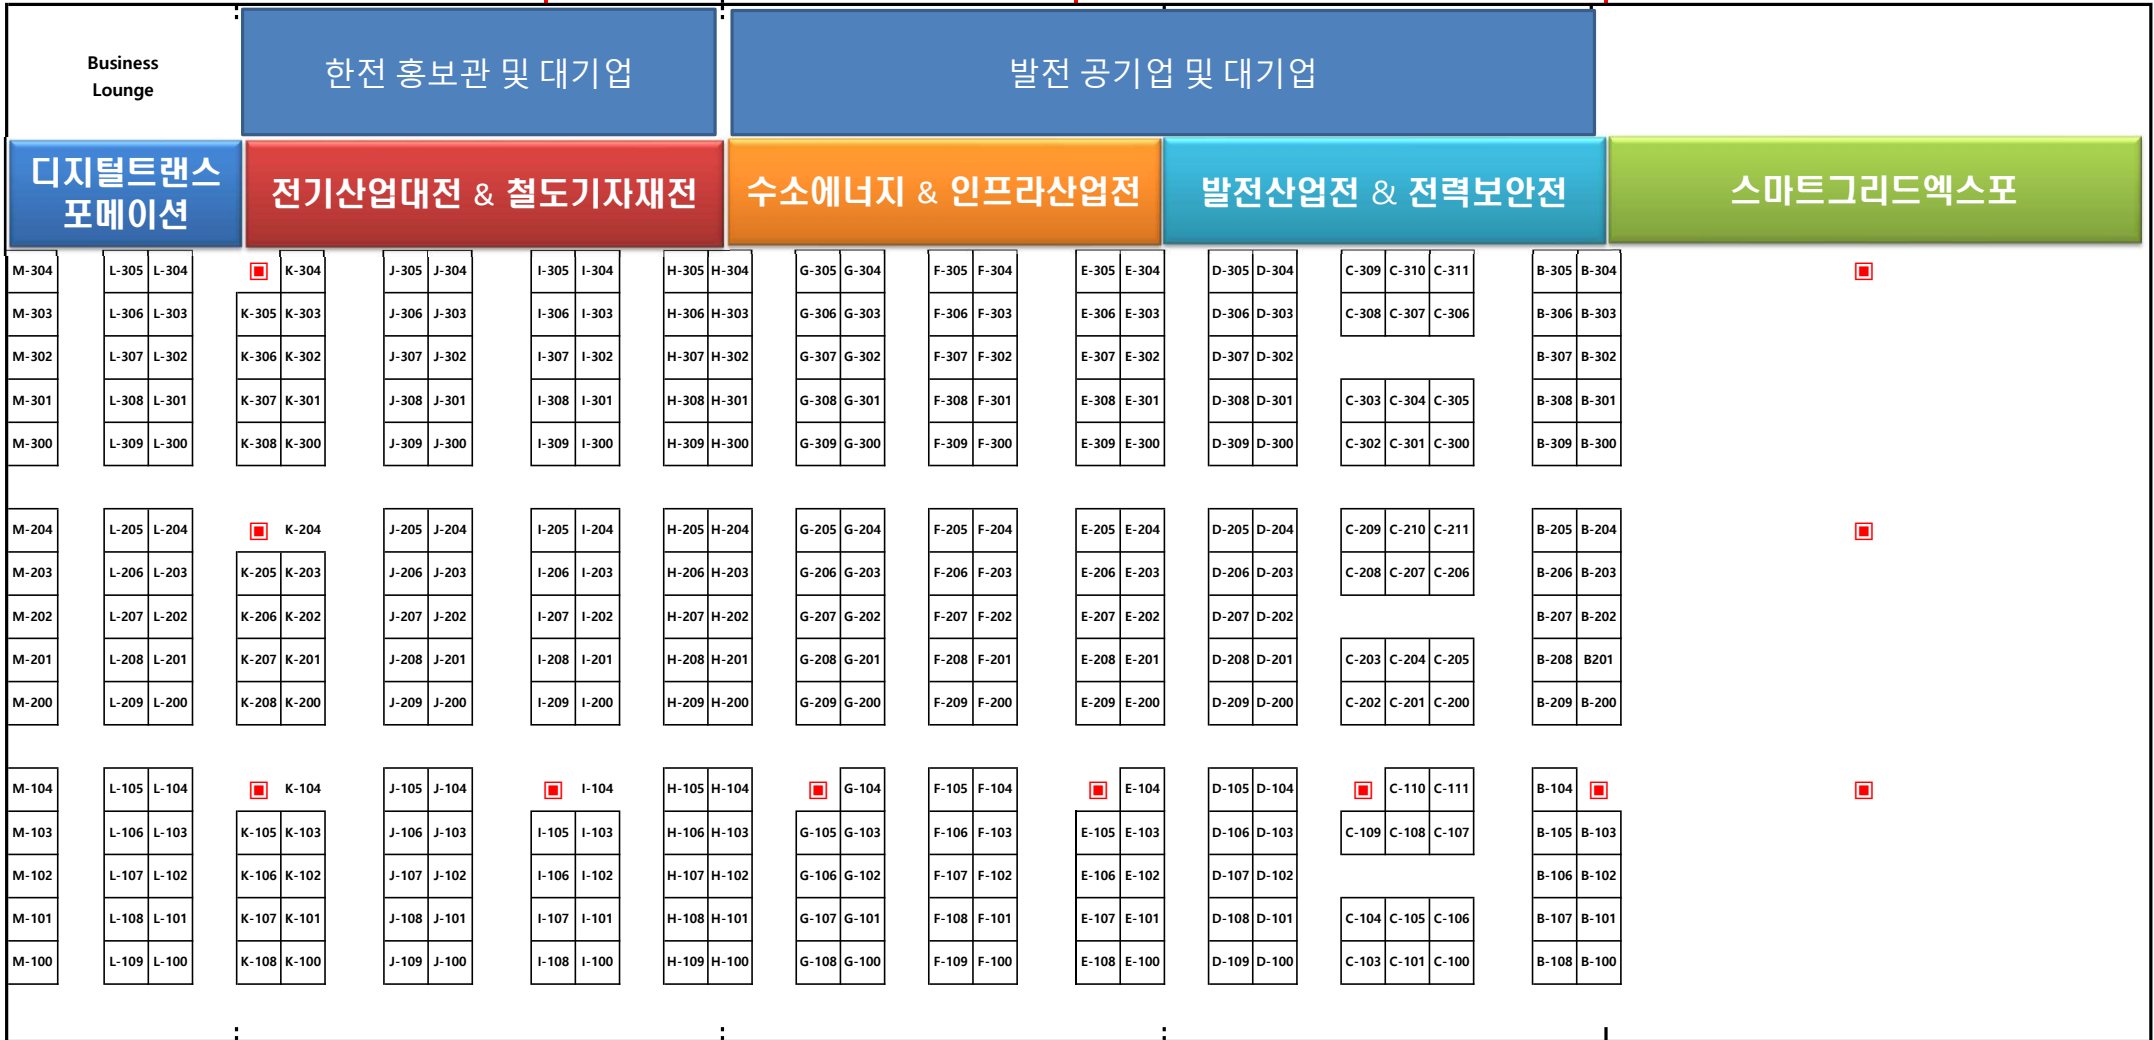 Business
Lounge
한전 홍보관 및 대기업
발전 공기업 및 대기업
디지털트랜스
포메이션
전기산업대전 & 철도기자재전
수소에너지 & 인프라산업전
발전산업전 & 전력보안전
스마트그리드엑스포
M-304 L-305 L-304 K-304 J-305 J-304 I-305 I-304 H-305 H-304 G-305 G-304 F-305 F-304 E-305 E-304 D-305 D-304 C-309 C-310 C-311 B-305 B-304
M-303 L-306 L-303 K-305 K-303 J-306 J-303 I-306 I-303 H-306 H-303 G-306 G-303 F-306 F-303 E-306 E-303 D-306 D-303 C-308 C-307 C-306 B-306 B-303
M-302 L-307 L-302 K-306 K-302 J-307 J-302 I-307 I-302 H-307 H-302 G-307 G-302 F-307 F-302 E-307 E-302 D-307 D-302 B-307 B-302
M-301 L-308 L-301 K-307 K-301 J-308 J-301 I-308 I-301 H-308 H-301 G-308 G-301 F-308 F-301 E-308 E-301 D-308 D-301 C-303 C-304 C-305 B-308 B-301
M-300 L-309 L-300 K-308 K-300 J-309 J-300 I-309 I-300 H-309 H-300 G-309 G-300 F-309 F-300 E-309 E-300 D-309 D-300 C-302 C-301 C-300 B-309 B-300
M-204 L-205 L-204 K-204 J-205 J-204 I-205 I-204 H-205 H-204 G-205 G-204 F-205 F-204 E-205 E-204 D-205 D-204 C-209 C-210 C-211 B-205 B-204
M-203 L-206 L-203 K-205 K-203 J-206 J-203 I-206 I-203 H-206 H-203 G-206 G-203 F-206 F-203 E-206 E-203 D-206 D-203 C-208 C-207 C-206 B-206 B-203
M-202 L-207 L-202 K-206 K-202 J-207 J-202 I-207 I-202 H-207 H-202 G-207 G-202 F-207 F-202 E-207 E-202 D-207 D-202 B-207 B-202
M-201 L-208 L-201 K-207 K-201 J-208 J-201 I-208 I-201 H-208 H-201 G-208 G-201 F-208 F-201 E-208 E-201 D-208 D-201 C-203 C-204 C-205 B-208 B201
M-200 L-209 L-200 K-208 K-200 J-209 J-200 I-209 I-200 H-209 H-200 G-209 G-200 F-209 F-200 E-209 E-200 D-209 D-200 C-202 C-201 C-200 B-209 B-200
M-104 L-105 L-104 K-104 J-105 J-104 I-104 H-105 H-104 G-104 F-105 F-104 E-104 D-105 D-104 C-110 C-111 B-104
M-103 L-106 L-103 K-105 K-103 J-106 J-103 I-105 I-103 H-106 H-103 G-105 G-103 F-106 F-103 E-105 E-103 D-106 D-103 C-109 C-108 C-107 B-105 B-103
M-102 L-107 L-102 K-106 K-102 J-107 J-102 I-106 I-102 H-107 H-102 G-106 G-102 F-107 F-102 E-106 E-102 D-107 D-102 B-106 B-102
M-101 L-108 L-101 K-107 K-101 J-108 J-101 I-107 I-101 H-108 H-101 G-107 G-101 F-108 F-101 E-107 E-101 D-108 D-101 C-104 C-105 C-106 B-107 B-101
M-100 L-109 L-100 K-108 K-100 J-109 J-100 I-108 I-100 H-109 H-100 G-108 G-100 F-109 F-100 E-108 E-100 D-109 D-100 C-103 C-101 C-100 B-108 B-100